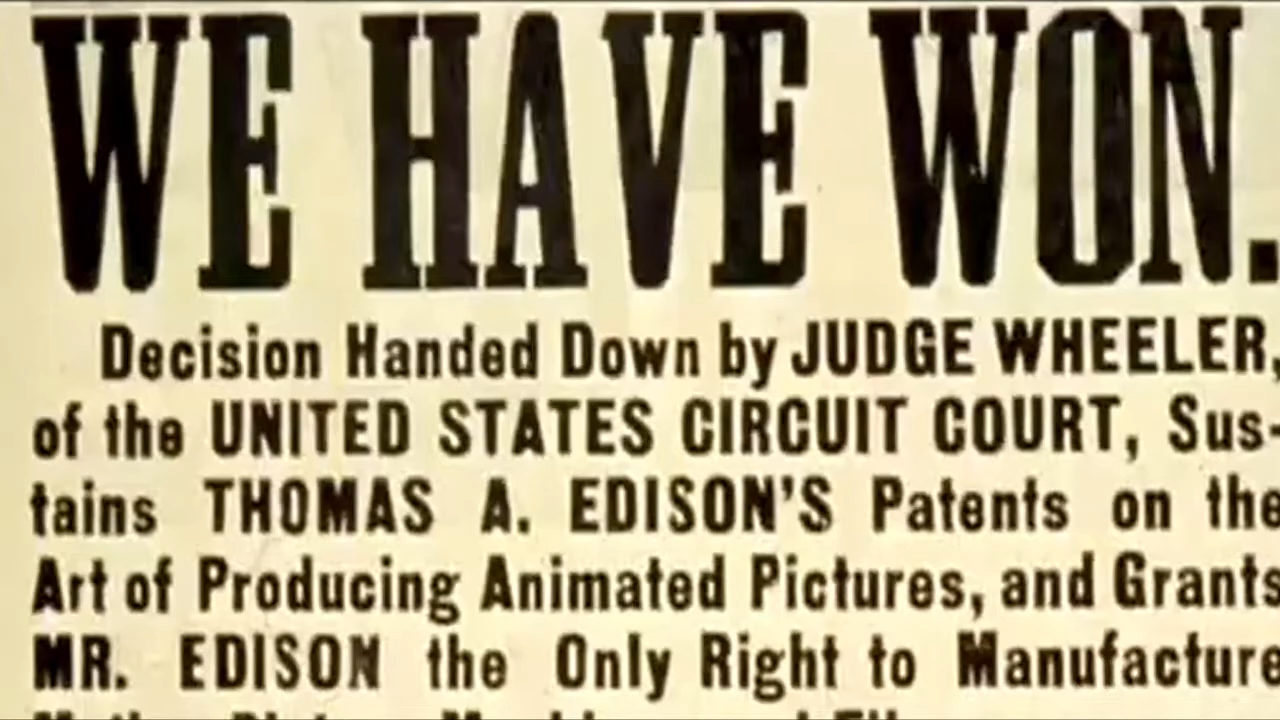 WE HAVE WON.
Decision Handed Down by JUDGE WHEELER,
of the UNITED STATES CIRCUIT COURT, Sus-
tains THOMAS A. EDISON'S Patents on the
Art of Producing Animated Pictures, and Grants
MR. EDISON the Only Right to Manufacture